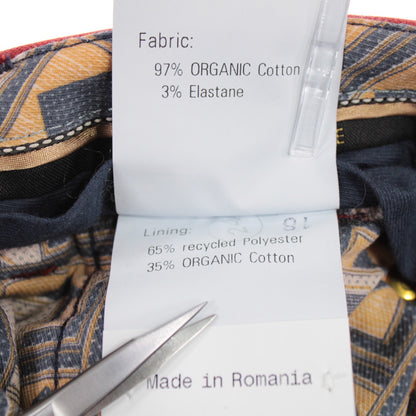 Fabric:
97% ORGANIC Cotton
3% Elastane
Lining:
65% recycled Polyester
35% ORGANIC Cotton
Made in Romania